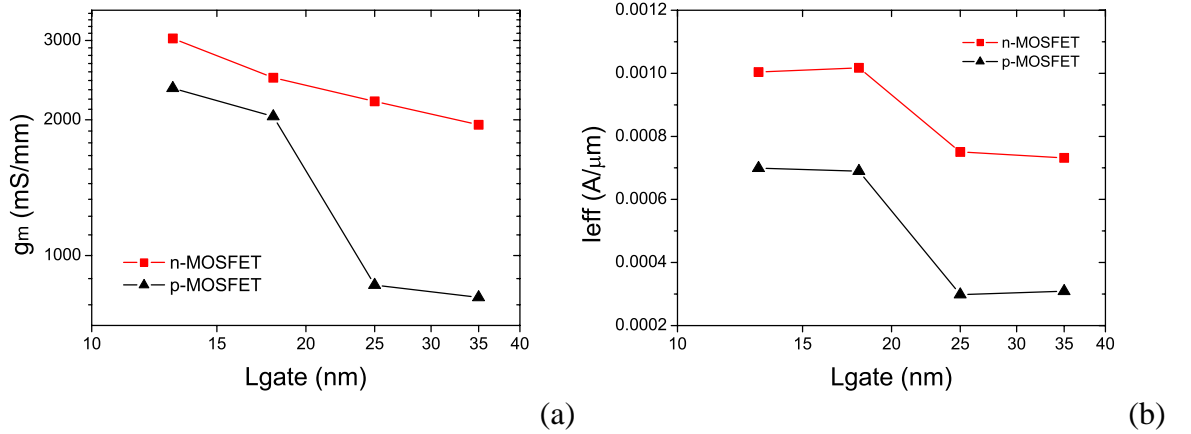 3000
2000
1000
gm (mS/mm)
n-MOSFET
p-MOSFET
10 15 20 25 30 35 40
Lgate (nm)
(a)
0.0012
0.0010
0.0008
0.0006
0.0004
0.0002
Ieff (A/μm)
n-MOSFET
p-MOSFET
10 15 20 25 30 35 40
Lgate (nm)
(b)